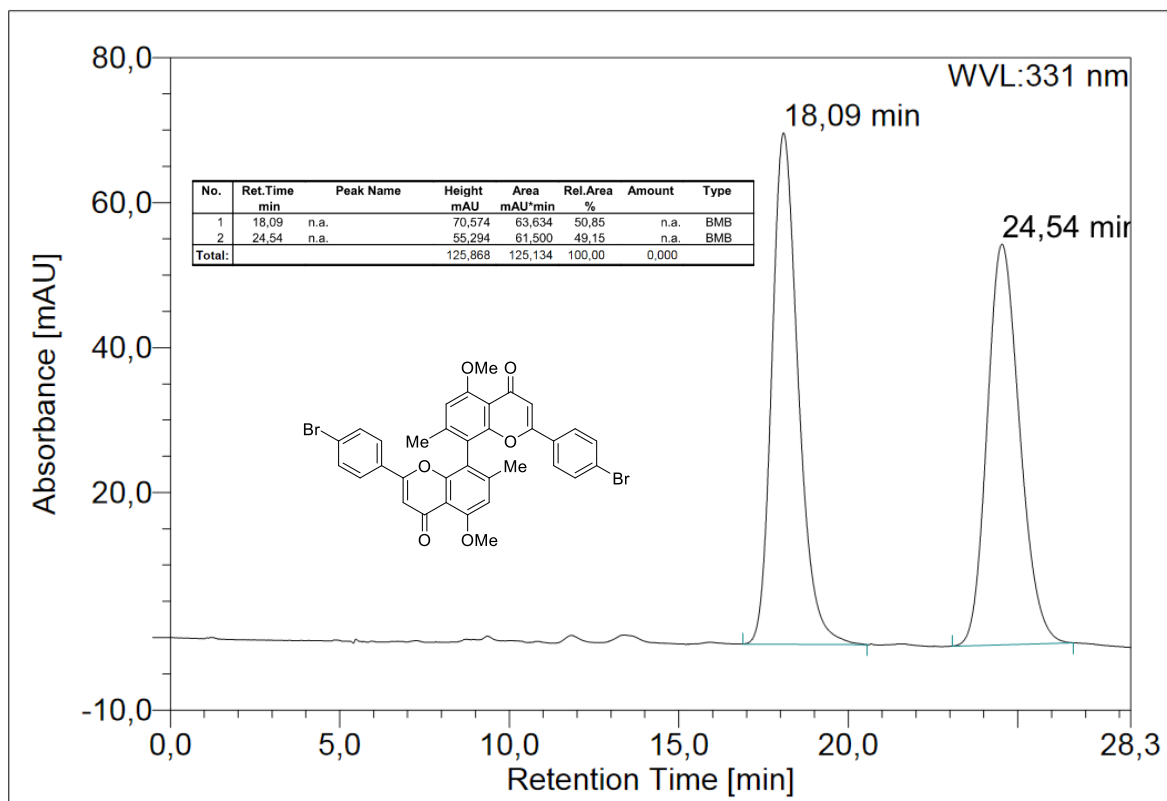 80,0
WVL:331 nm
18,09 min
No. Ret.Time Peak Name Height Area Rel.Area Amount Type
min mAU mAU*min %
1 18,09 n.a. 70,574 63,634 50,85 n.a. BMB
2 24,54 n.a. 55,294 61,500 49,15 n.a. BMB
Total: 125,868 125,134 100,00 0,000
60,0
24,54 min
Absorbance [mAU]
40,0
OMe
O
Br
Me
O
O
Me
Br
O
OMe
20,0
-10,0
0,0 5,0 10,0 15,0 20,0 28,3
Retention Time [min]